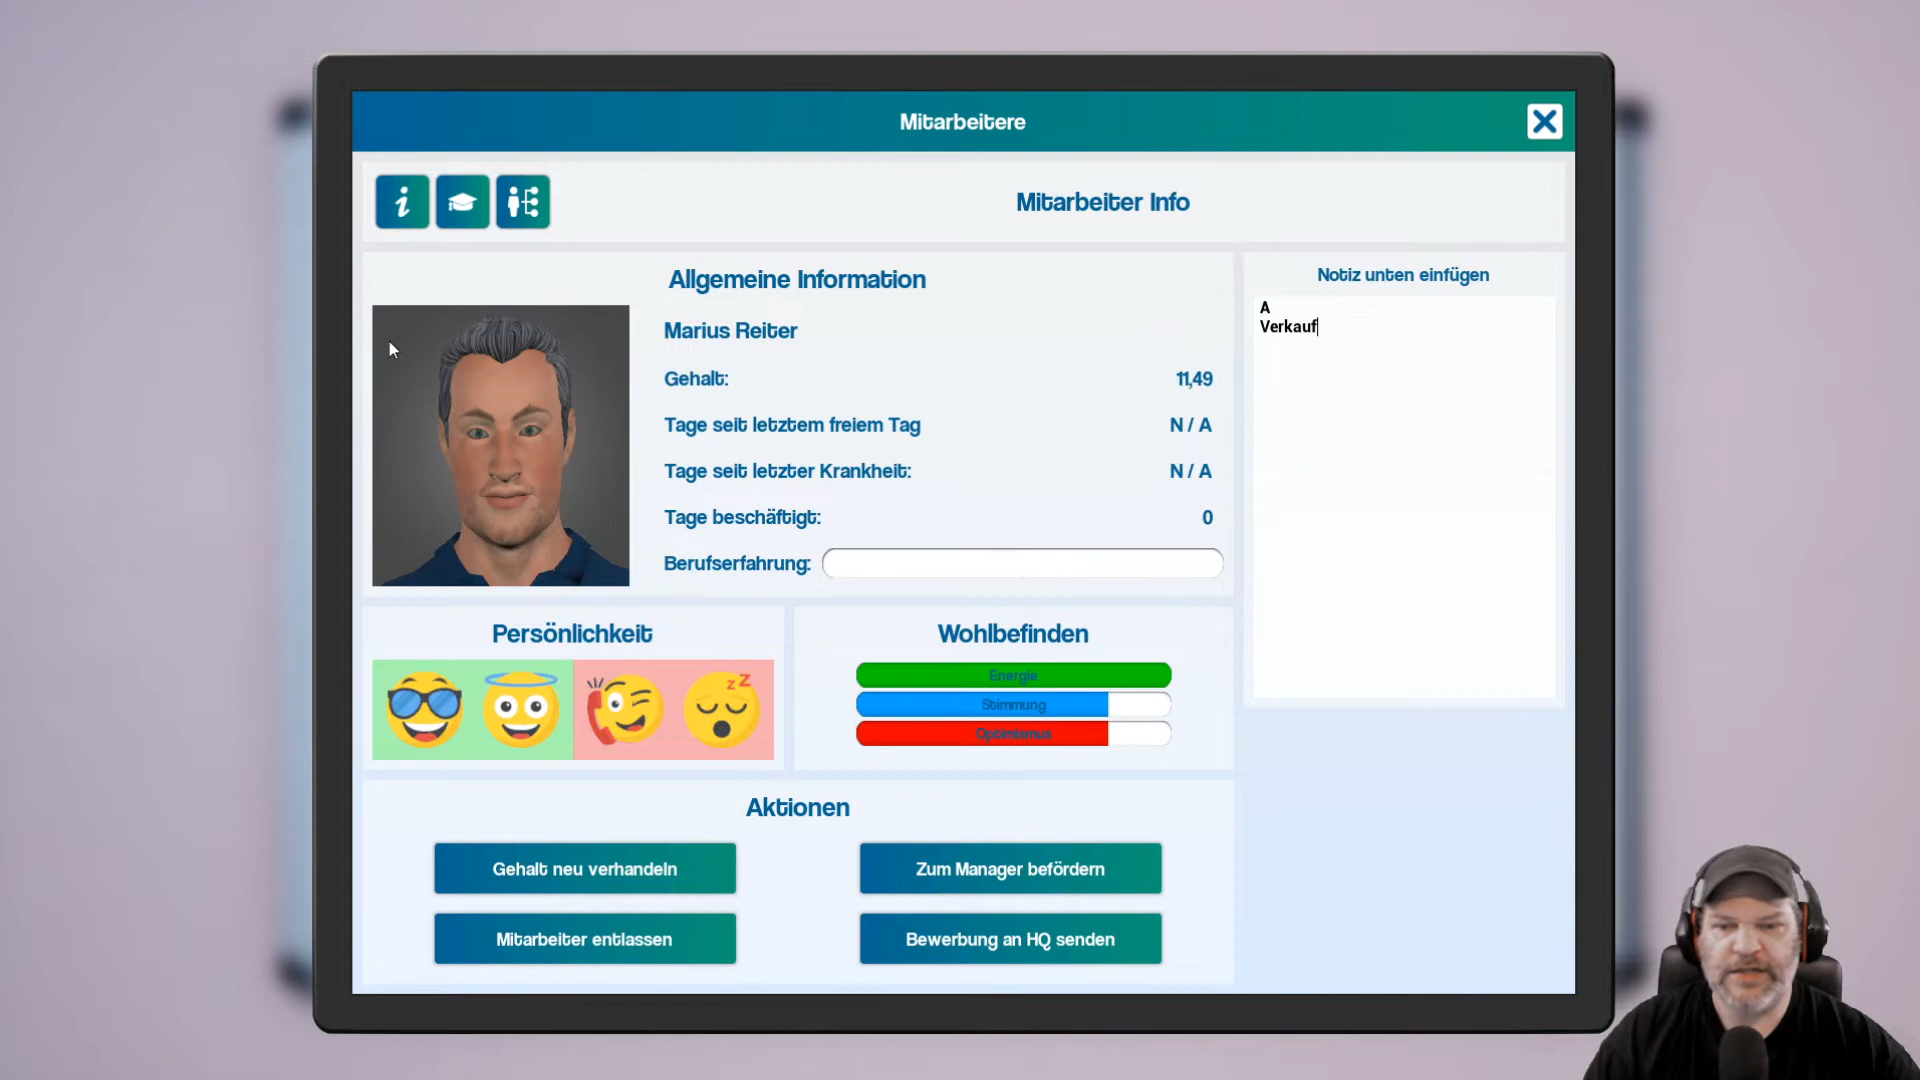 Mitarbeitere
Mitarbeiter Info
Allgemeine Information
Marius Reiter
Gehalt: 11,49
Tage seit letztem freiem Tag N / A
Tage seit letzter Krankheit: N / A
Tage beschäftigt: 0
Berufserfahrung:
Notiz unten einfügen
A
Verkauf
Persönlichkeit
Wohlbefinden
Energie
Stimmung
Optimismus
Aktionen
Gehalt neu verhandeln
Zum Manager befördern
Mitarbeiter entlassen
Bewerbung an HQ senden